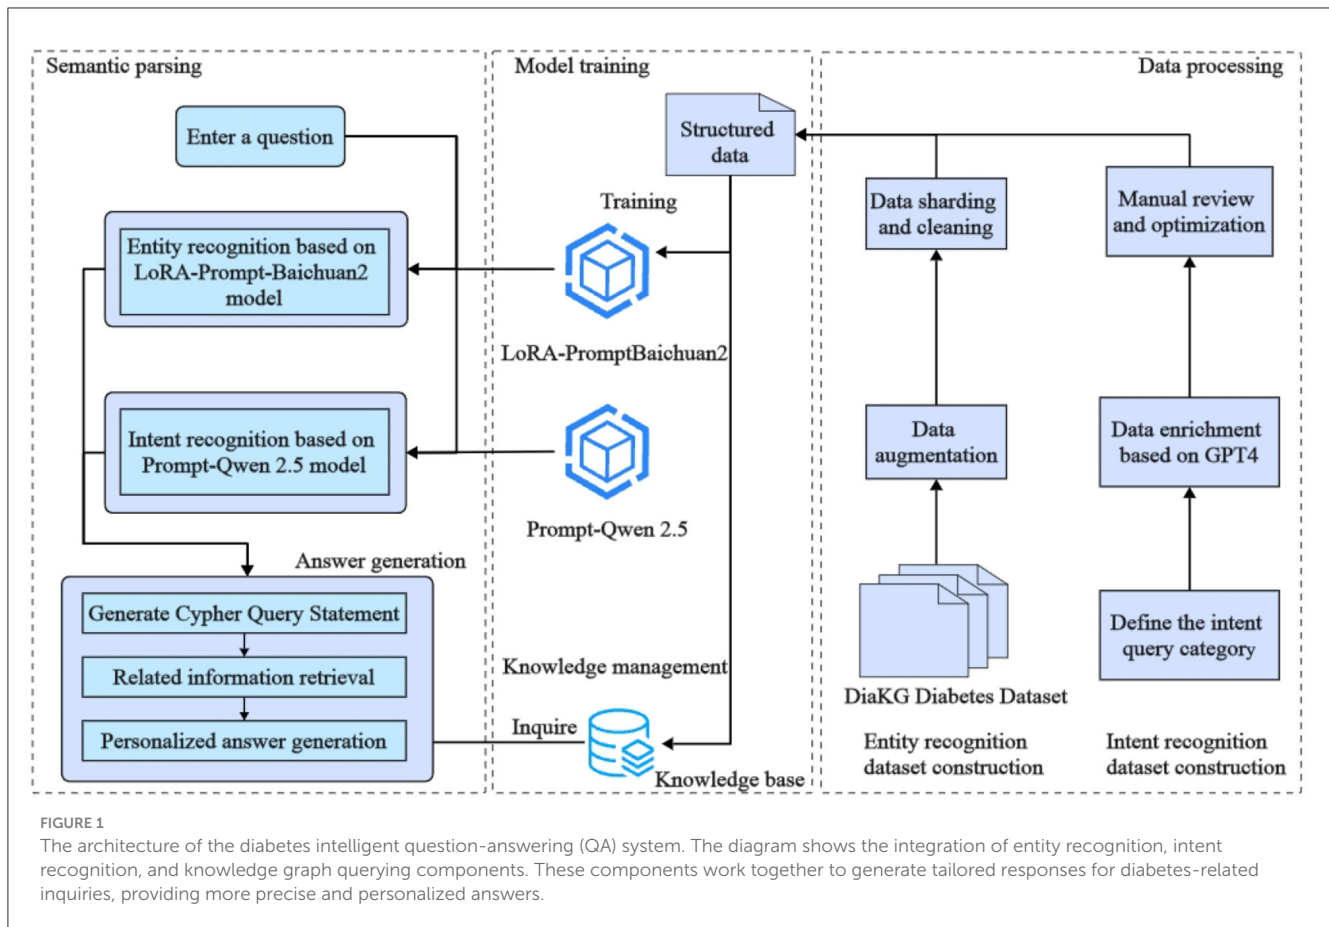 Semantic parsing
Enter a question
Entity recognition based on
LoRA-Prompt-Baichuan2
model
Intent recognition based on
Prompt-Qwen 2.5 model
Answer generation
Generate Cypher Query Statement
Related information retrieval
Personalized answer generation
Model training
Structured
data
Training
LoRA-PromptBaichuan2
Prompt-Qwen 2.5
Knowledge management
Inquire
Knowledge base
Data processing
Data sharding
and cleaning
Data
augmentation
DiaKG Diabetes Dataset
Entity recognition
dataset construction
Manual review
and optimization
Data enrichment
based on GPT4
Define the intent
query category
Intent recognition
dataset construction
FIGURE 1
The architecture of the diabetes intelligent question-answering (QA) system. The diagram shows the integration of entity recognition, intent
recognition, and knowledge graph querying components. These components work together to generate tailored responses for diabetes-related
inquiries, providing more precise and personalized answers.